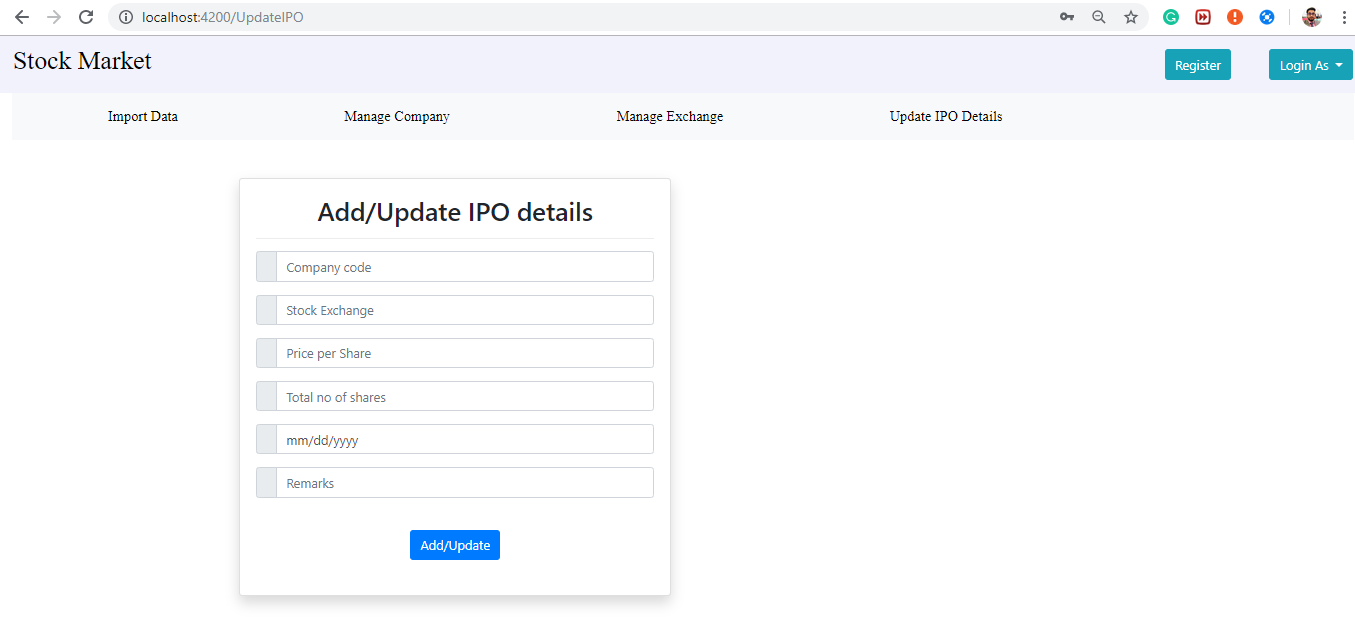 localhost:4200/UpdateIPO
Stock Market
Register
Login As
Import Data
Manage Company
Manage Exchange
Update IPO Details
Add/Update IPO details
Company code
Stock Exchange
Price per Share
Total no of shares
mm/dd/yyyy
Remarks
Add/Update